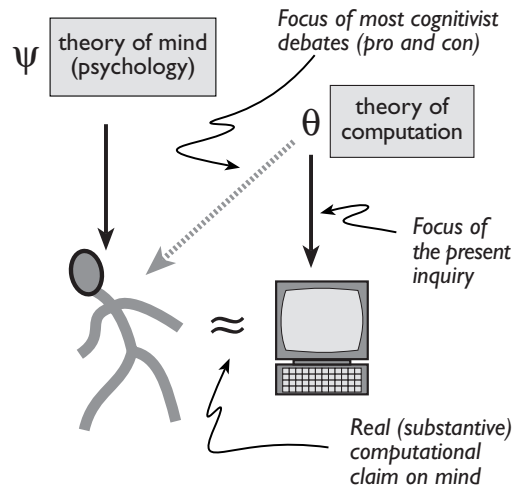 Focus of most cognitivist
debates (pro and con)
ψ
theory of mind
(psychology)
θ
theory of
computation
Focus of
the present
inquiry
≈
Real (substantive)
computational
claim on mind